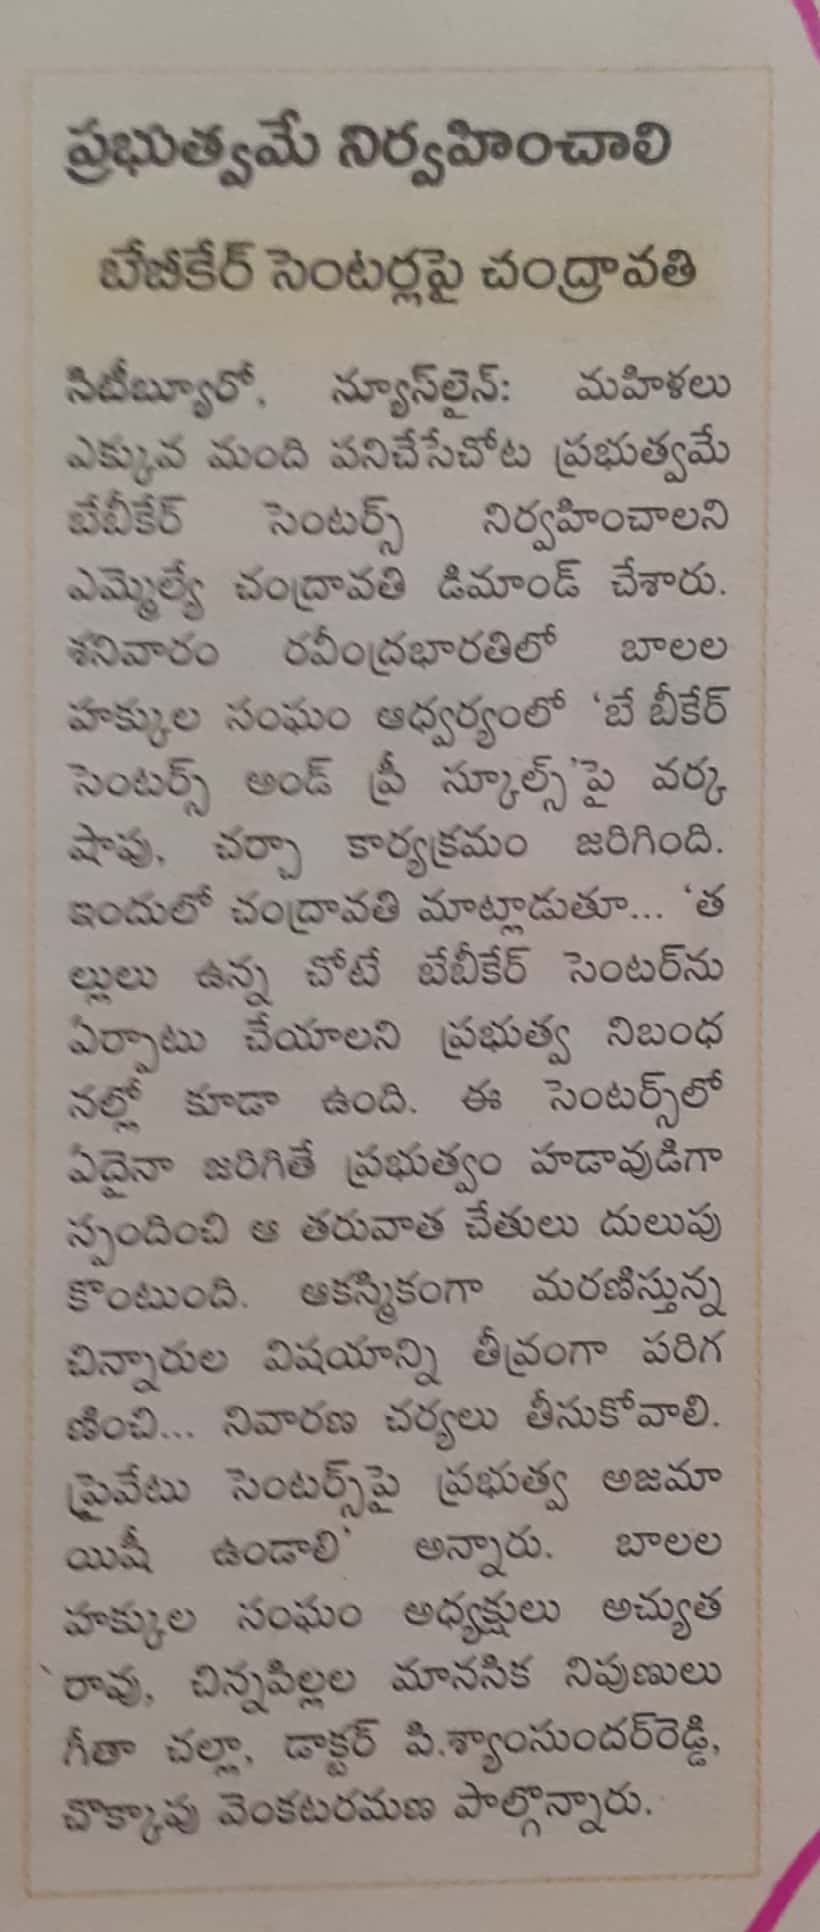 ప్రభుత్వమే నిర్వహించాలి
బేబీకేర్ సెంటర్లపై చంద్రావతి
సిటీబ్యూరో, న్యూస్‌లైన్: మహిళలు
ఎక్కువ మంది పనిచేసేచోట ప్రభుత్వమే
బేబీకేర్ సెంటర్స్ నిర్వహించాలని
ఎమ్మెల్యే చంద్రావతి డిమాండ్ చేశారు.
శనివారం రవీంద్రభారతిలో బాలల
హక్కుల సంఘం ఆధ్వర్యంలో ‘బే బీకేర్
సెంటర్స్ అండ్ ప్రీ స్కూల్స్’పై వర్క
షాపు, చర్చా కార్యక్రమం జరిగింది.
ఇందులో చంద్రావతి మాట్లాడుతూ... ‘త
ల్లులు ఉన్న చోటే బేబీకేర్ సెంటర్‌ను
ఏర్పాటు చేయాలని ప్రభుత్వ నిబంధ
నల్లో కూడా ఉంది. ఈ సెంటర్స్‌లో
ఏదైనా జరిగితే ప్రభుత్వం హడావుడిగా
స్పందించి ఆ తరువాత చేతులు దులుపు
కొంటుంది. ఆకస్మికంగా మరణిస్తున్న
చిన్నారుల విషయాన్ని తీవ్రంగా పరిగ
ణించి... నివారణ చర్యలు తీసుకోవాలి.
ప్రైవేటు సెంటర్స్‌పై ప్రభుత్వ అజమా
యిషీ ఉండాలి’ అన్నారు. బాలల
హక్కుల సంఘం అధ్యక్షులు అచ్యుత
రావు, చిన్నపిల్లల మానసిక నిపుణులు
గీతా చల్లా, డాక్టర్ పి.శ్యాంసుందర్‌రెడ్డి,
చొక్కాపు వెంకటరమణ పాల్గొన్నారు.